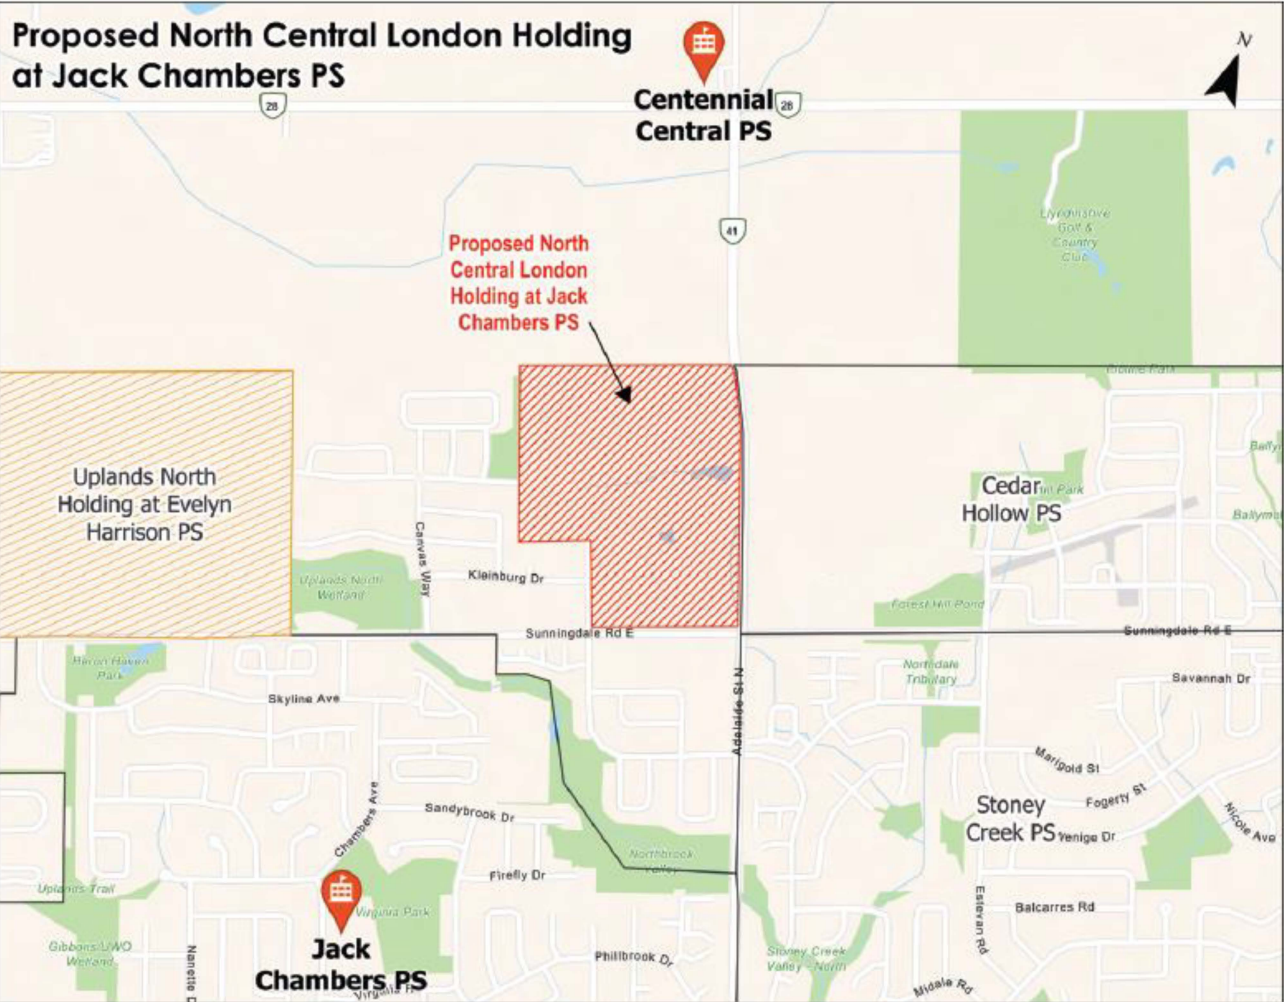 Proposed North Central London Holding
at Jack Chambers PS
N
28
Centennial
Central PS
28
41
Llyndinshire
Golf &
Country
Club
Proposed North
Central London
Holding at Jack
Chambers PS
Uplands North
Holding at Evelyn
Harrison PS
Canvas Way
Kleinburg Dr
Uplands North
Wetland
Cedar
Hollow PS
Park
Forest Hill Pond
Sunningdale Rd E
Sunningdale Rd E
Heron Haven
Park
Skyline Ave
Adelaide St N
Northdale
Tributary
Savannah Dr
Marigold St
Fogerty St
Stoney
Creek PS
Nicole Ave
Chambers Ave
Sandybrook Dr
Northbrook
Valley
Firefly Dr
Uplands Trail
Virginia Park
Estevan Rd
Balcarres Rd
Gibbons UWO
Wetland
Nanette
Jack
Chambers PS
Phillbrook Dr
Stoney Creek
Valley - North
Midale Rd